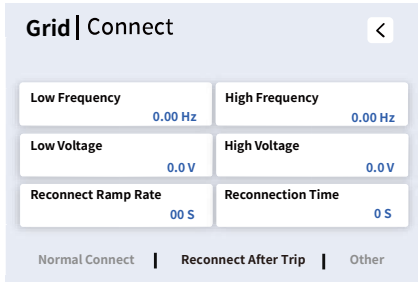 Grid | Connect
Low Frequency High Frequency
0.00 Hz 0.00 Hz
Low Voltage High Voltage
0.0 V 0.0 V
Reconnect Ramp Rate Reconnection Time
00 S 0 S
Normal Connect | Reconnect After Trip | Other